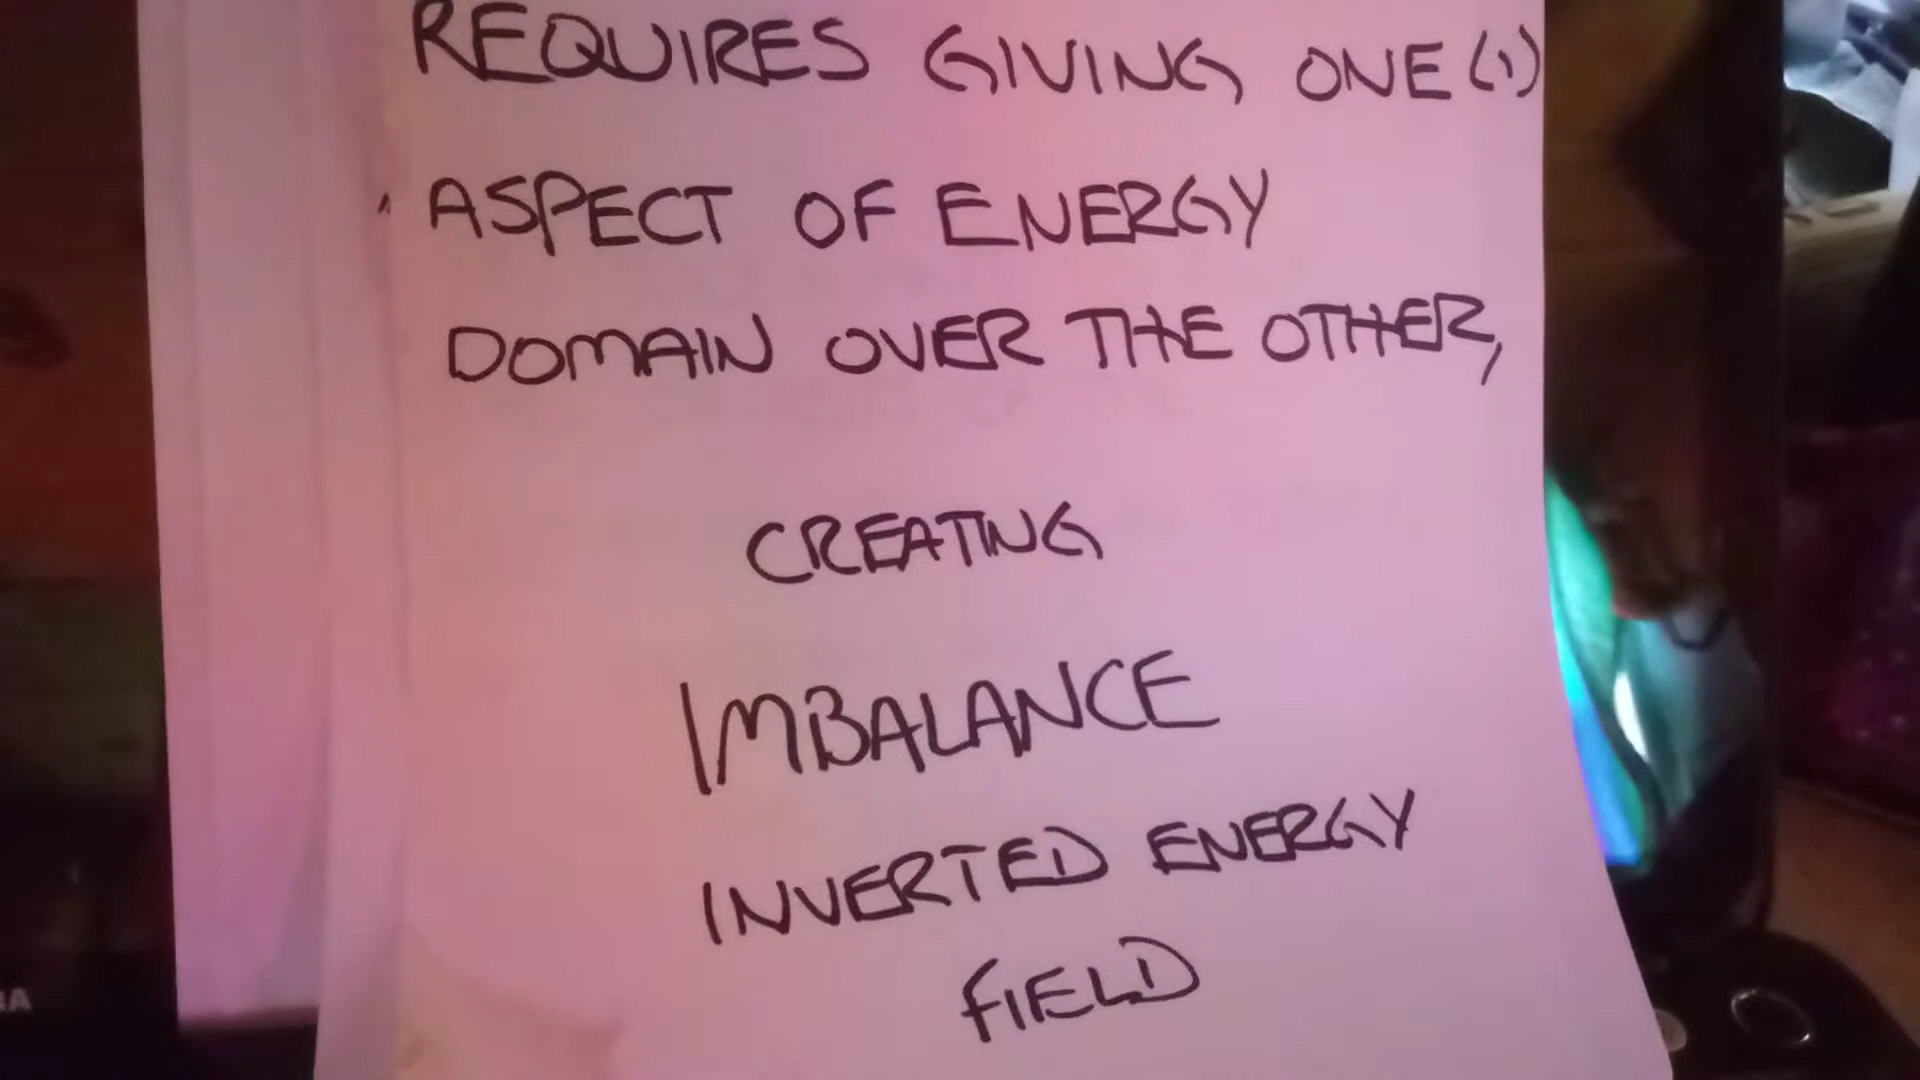 REQUIRES GIVING ONE (1)
ASPECT OF ENERGY
DOMAIN OVER THE OTHER,
CREATING
IMBALANCE
INVERTED ENERGY
FIELD